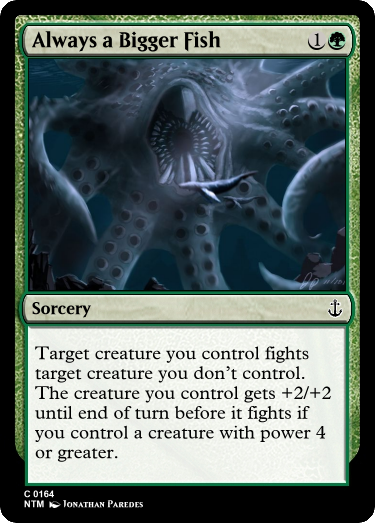 Always a Bigger Fish 1
Sorcery
Target creature you control fights
target creature you don't control.
The creature you control gets +2/+2
until end of turn before it fights if
you control a creature with power 4
or greater.
C 0164
NTM Jonathan Paredes